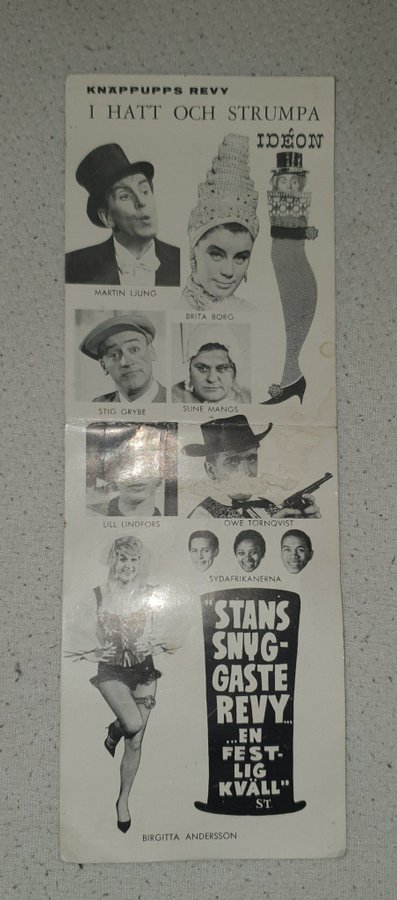 KNÄPPUPPS REVY
I HATT OCH STRUMPA
IDÉON
MARTIN LJUNG
BRITA BORG
STIG GRYBE
SUNE MANGS
LILL LINDFORS
OWE TÖRNQVIST
SYDAFRIKANERNA
"STANS
SNYG-
GASTE
REVY...
...EN
FEST-
LIG
KVÄLL"
ST.
BIRGITTA ANDERSSON